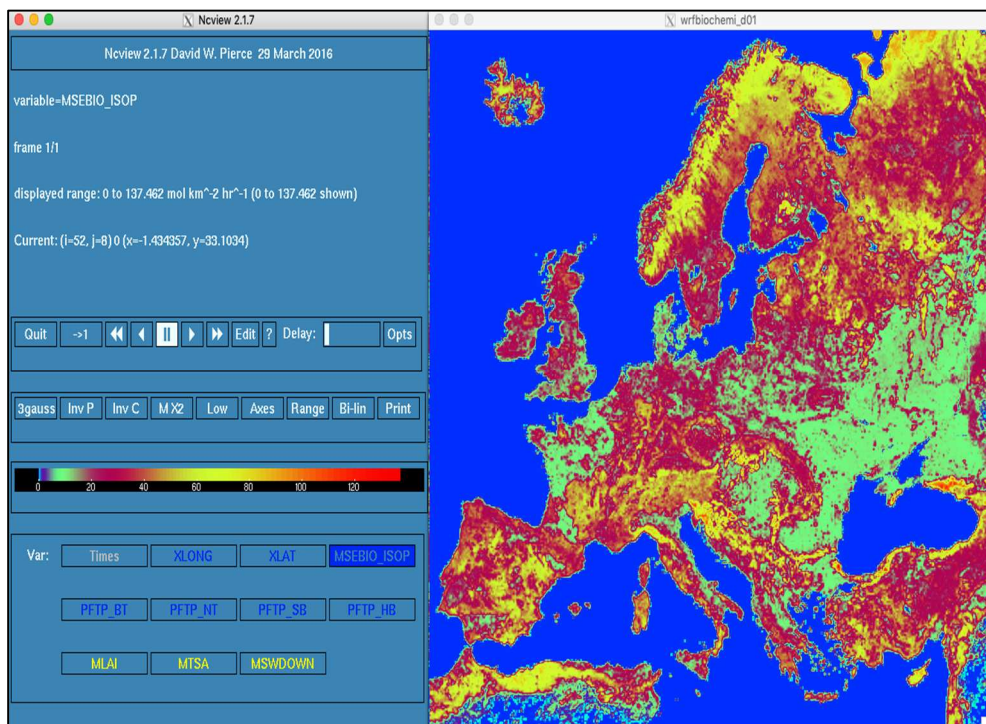 Ncview 2.1.7
Ncview 2.1.7 David W. Pierce 29 March 2016
variable=MSEBIO_ISOP
frame 1/1
displayed range: 0 to 137.462 mol km^-2 hr^-1 (0 to 137.462 shown)
Current: (i=52, j=8) 0 (x=-1.434357, y=33.1034)
Quit ->1 Edit ? Delay: Opts
3gauss Inv P Inv C M X2 Low Axes Range Bi-lin Print
0 20 40 60 80 100 120
Var: Times XLONG XLAT MSEBIO_ISOP
PFTP_BT PFTP_NT PFTP_SB PFTP_HB
MLAI MTSA MSWDOWN
wrfbiochemi_d01